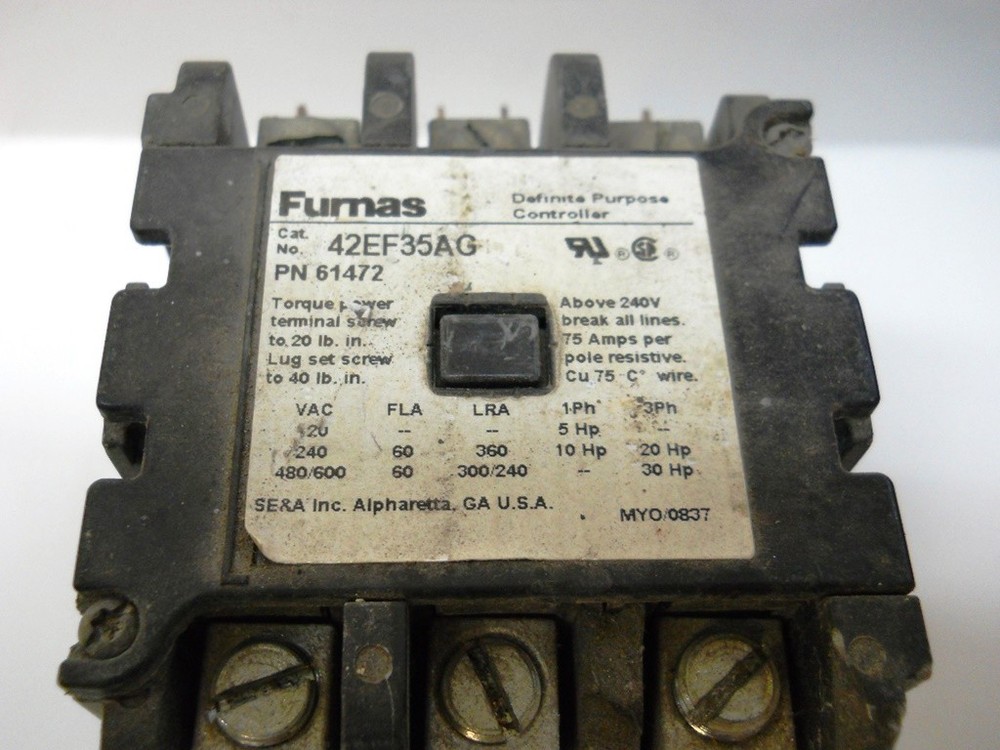 Furnas
Definite Purpose
Controller
Cat.
No. 42EF35AG
PN 61472
Torque power
terminal screw
to 20 lb. in.
Lug set screw
to 40 lb. in.
Above 240V
break all lines.
75 Amps per
pole resistive.
Cu 75 C° wire.
VAC FLA LRA 1Ph 3Ph
120 -- -- 5 Hp --
240 60 360 10 Hp 20 Hp
480/600 60 300/240 -- 30 Hp
SE&A Inc. Alpharetta, GA U.S.A.
MYO/0837